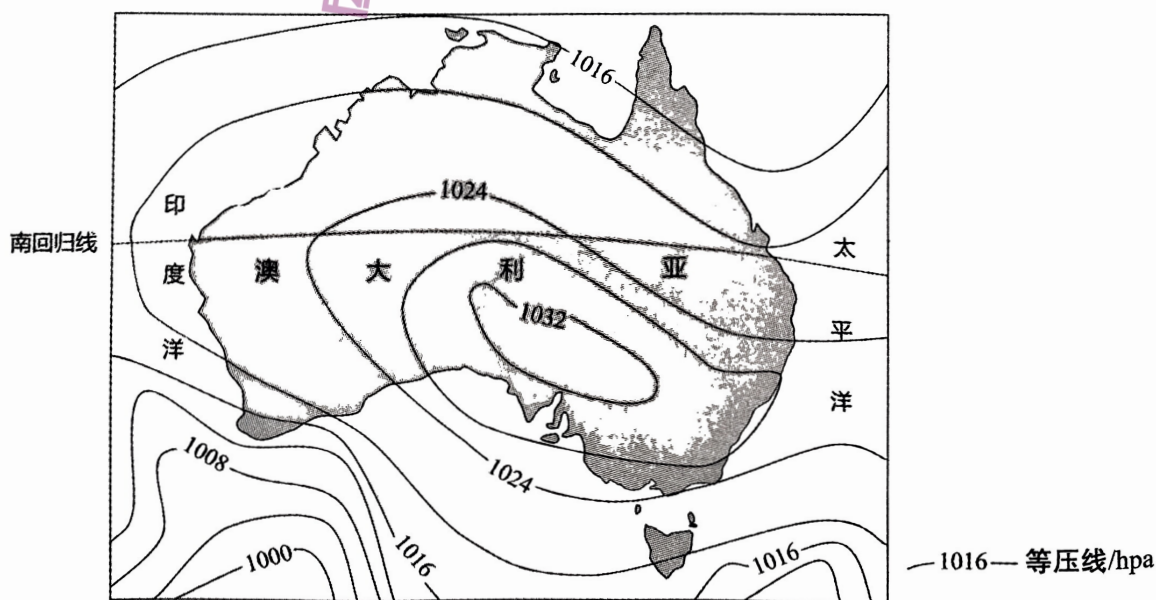 1016
1024
印
南回归线
太
度
澳 大 利 亚
1032
平
洋
洋
1008
1024
1000
1016
1016
—1016— 等压线/hpa